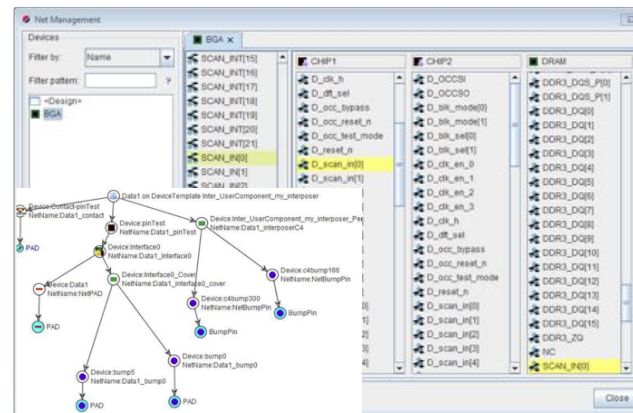 Net Management
Devices
Filter by:
Name
Filter pattern:
?
<Design>
BGA
BGA
SCAN_INT[15]
SCAN_INT[16]
SCAN_INT[17]
SCAN_INT[18]
SCAN_INT[19]
SCAN_INT[20]
SCAN_INT[21]
SCAN_IN[0]
SCAN_IN[1]
SCAN_IN[2]
CHIP1
D_clk_h
D_dft_sel
D_occ_bypass
D_occ_reset_n
D_occ_test_mode
D_reset_n
D_scan_in[0]
D_scan_in[1]
CHIP2
D_OCCSI
D_OCCSO
D_blk_mode[0]
D_blk_mode[1]
D_blk_sel[0]
D_blk_sel[1]
D_clk_en_0
D_clk_en_1
D_clk_en_2
D_clk_en_3
D_clk_h
D_dft_sel
D_occ_bypass
D_occ_reset_n
D_occ_test_mode
D_reset_n
D_scan_in[0]
D_scan_in[1]
D_scan_in[2]
D_scan_in[3]
D_scan_in[4]
DRAM
DDR3_DQS_P[0]
DDR3_DQS_P[1]
DDR3_DQ[0]
DDR3_DQ[1]
DDR3_DQ[2]
DDR3_DQ[3]
DDR3_DQ[4]
DDR3_DQ[5]
DDR3_DQ[6]
DDR3_DQ[7]
DDR3_DQ[8]
DDR3_DQ[9]
DDR3_DQ[10]
DDR3_DQ[11]
DDR3_DQ[12]
DDR3_DQ[13]
DDR3_DQ[14]
DDR3_DQ[15]
DDR3_ZQ
NC
SCAN_IN[0]
Data1 on DeviceTemplate Inter_UserComponent_my_interposer
Device:Contact-pinTest
NetName:Data1_contact
PAD
Device:pinTest
NetName:Data1_pinTest
Device:Inter_UserComponent_my_interposer_Per
NetName:Data1_interposerC4
Device:Interface0
NetName:Data1_interface0
Device:Data1
NetName:NetPAD
PAD
Device:Interface0_Cover
NetName:Data1_interface0_cover
Device:c4bump166
NetName:NetBumpPin
BumpPin
Device:c4bump300
NetName:NetBumpPin
BumpPin
Device:bump5
NetName:Data1_bump0
PAD
Device:bump0
NetName:Data1_bump0
PAD
Close